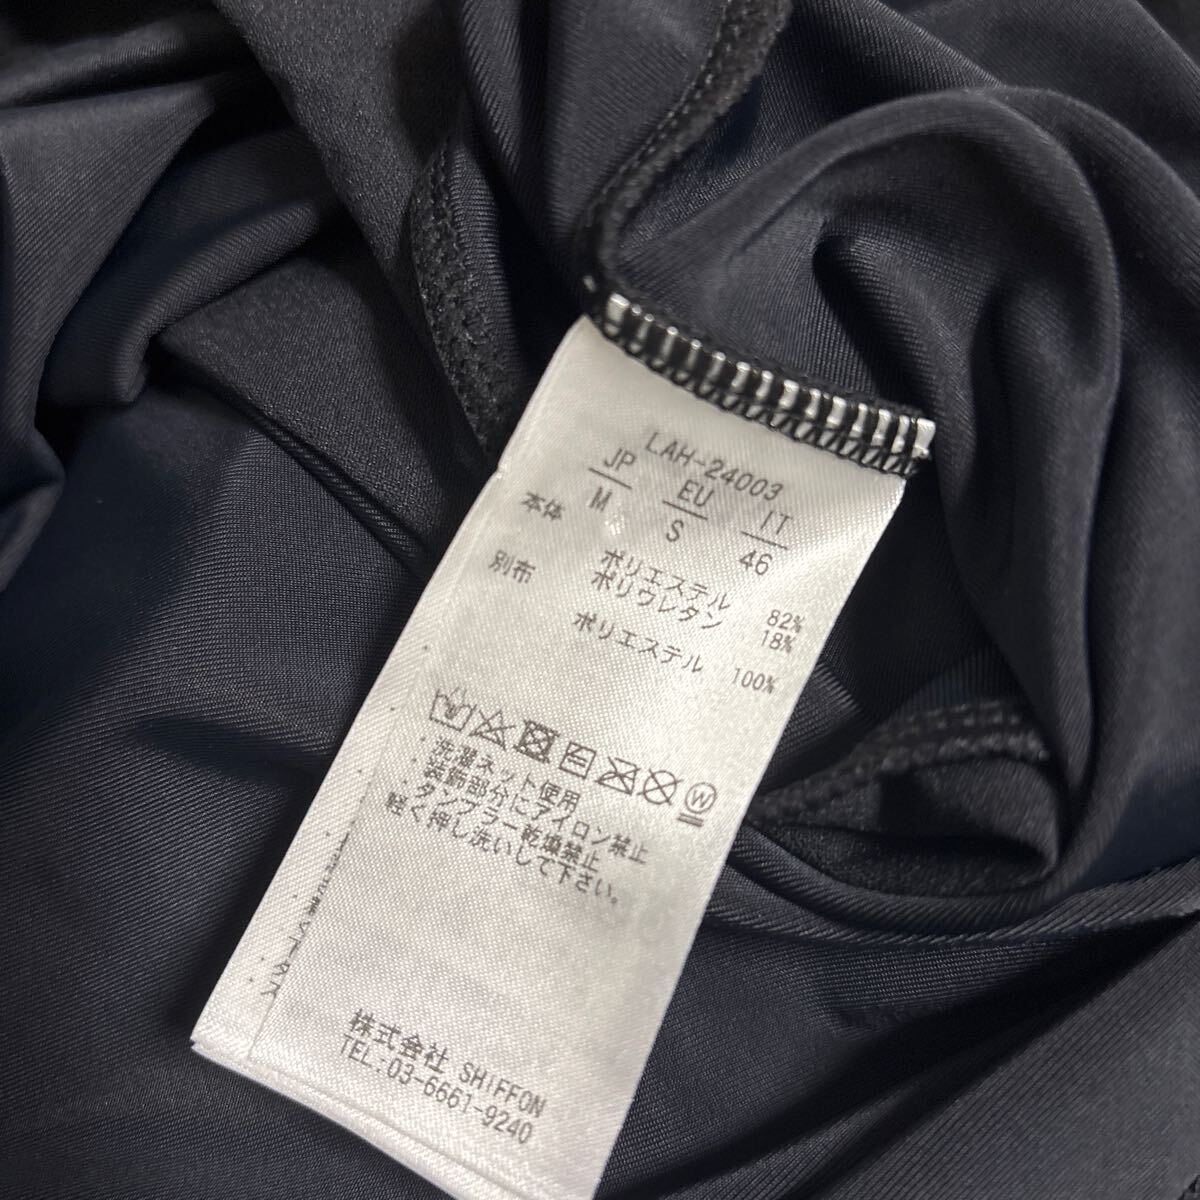 LAH-24003
JP EU IT
M S 46
本体 ポリエステル 82%
ポリウレタン 18%
別布 ポリエステル 100%
W
・洗濯ネット使用
・装飾部分にアイロン禁止
・タンブラー乾燥禁止
軽く押し洗いして下さい。
株式会社 SHIFFON
TEL:03-6661-9240